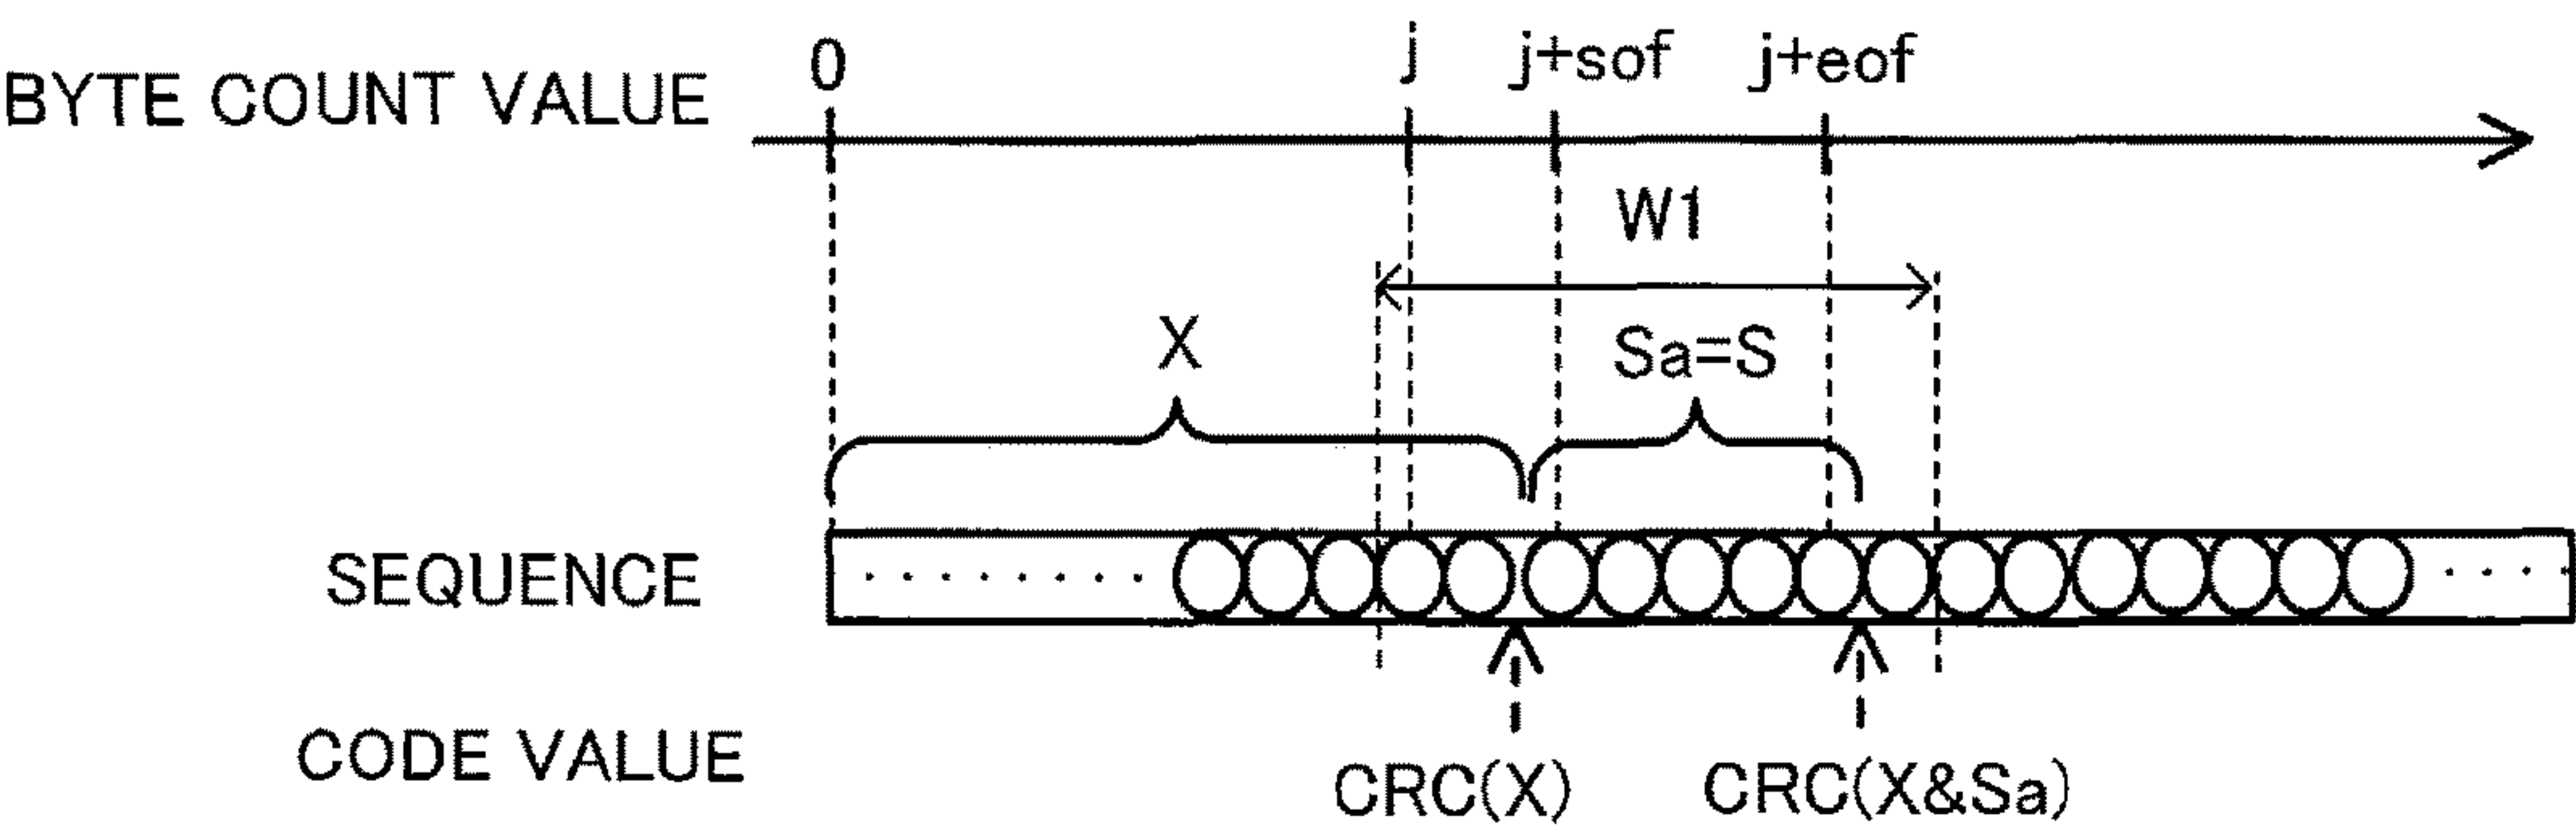 0 j j+sof j+eof
BYTE COUNT VALUE
W1
X Sa=S
SEQUENCE
CODE VALUE
CRC(X) CRC(X&Sa)